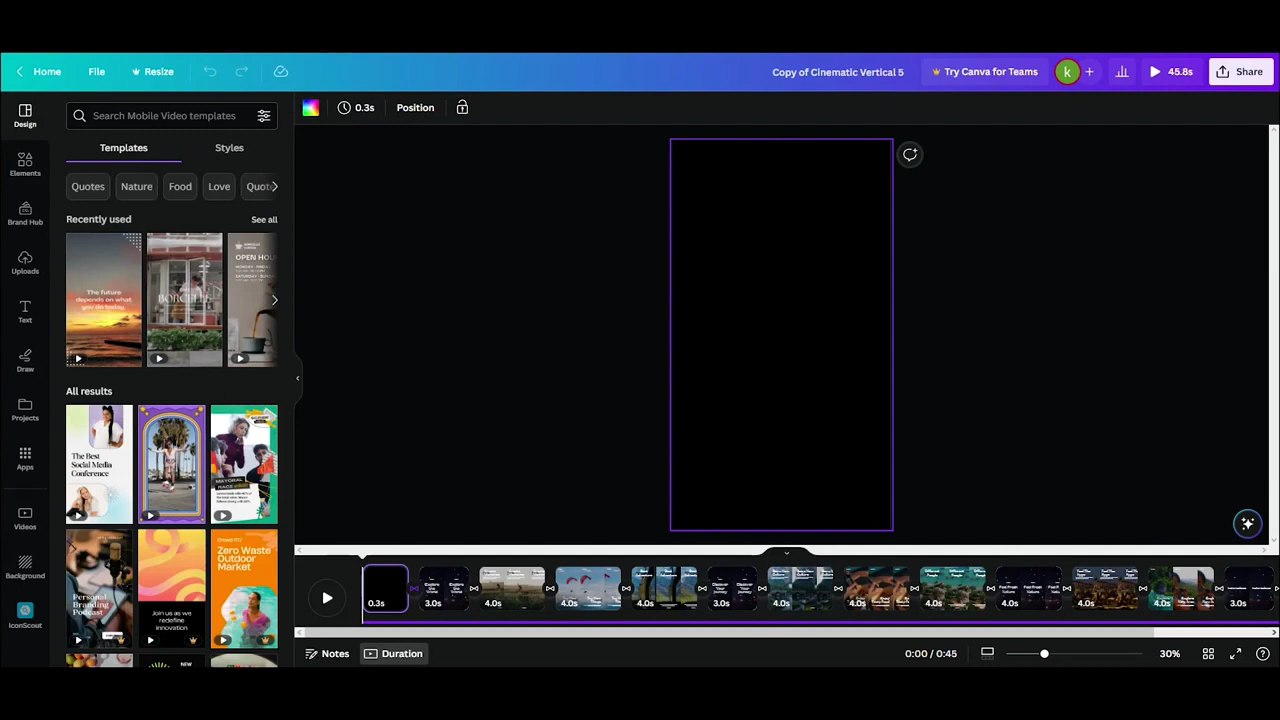 Home
File
Resize
Copy of Cinematic Vertical 5
Try Canva for Teams
k
45.8s
Share
Design
Elements
Brand Hub
Uploads
Text
Draw
Projects
Apps
Videos
Background
IconScout
Search Mobile Video templates
Templates
Styles
Quotes
Nature
Food
Love
Quot
Recently used
See all
The future
depends on what
you do today
BORCELLE
OPEN HOU
All results
The Best
Social Media
Conference
MAYORAL
RACE
Personal
Branding
Podcast
Join us as we
redefine
innovation
Zero Waste
Outdoor
Market
NEW
0.3s
Position
0.3s
3.0s
4.0s
4.0s
4.0s
3.0s
4.0s
4.0s
4.0s
4.0s
4.0s
4.0s
3.0s
Notes
Duration
0:00 / 0:45
30%